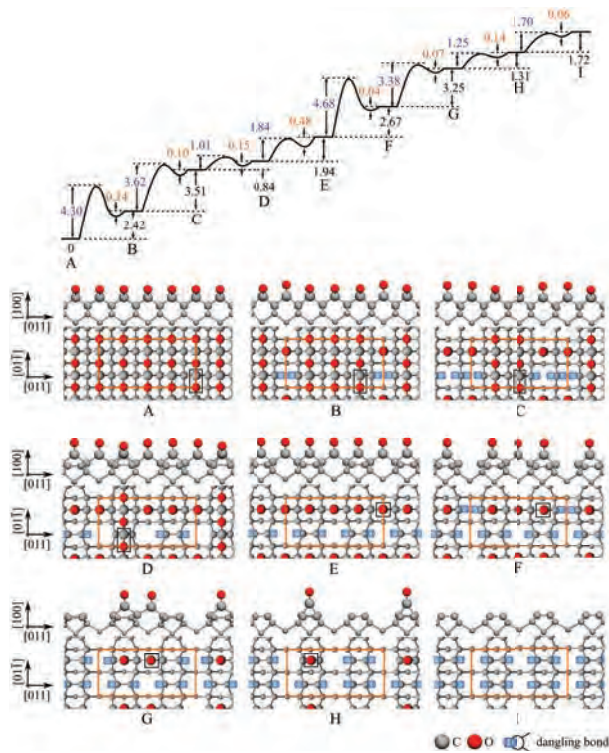 1.70 0.06
1.25 0.14
3.38 0.07 1.72
4.68 0.04 1.31 I
3.25 H
1.84 0.48 2.67 G
1.01 0.15 F
0.10 1.94
3.62 0.84 E
3.51 D
4.30 0.24 C
2.42
0 B
A
[100]
[011]
[011̄]
[011]
A B C
[100]
[011]
[011̄]
[011]
D E F
[100]
[011]
[011̄]
[011]
G H I
C O dangling bond